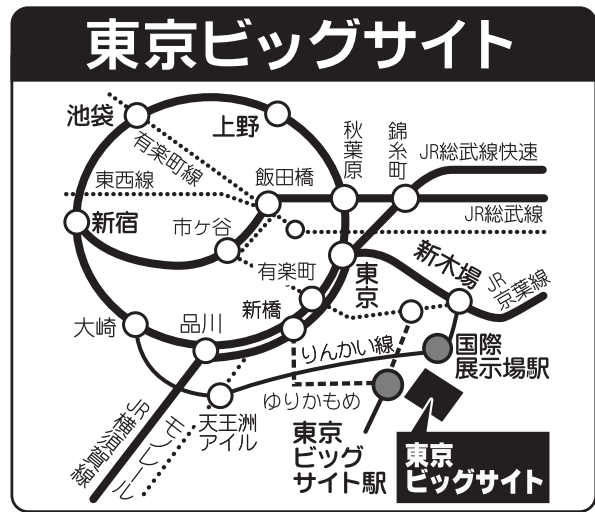 東京ビッグサイト
池袋
上野
秋葉原
錦糸町
JR総武線快速
有楽町線
東西線
飯田橋
JR総武線
新宿
市ケ谷
有楽町
東京
新木場
JR
京葉線
新橋
大崎
品川
りんかい線
国際
展示場駅
ゆりかもめ
天王洲
アイル
JR横須賀線
モノレール
東京
ビッグ
サイト駅
東京
ビッグサイト